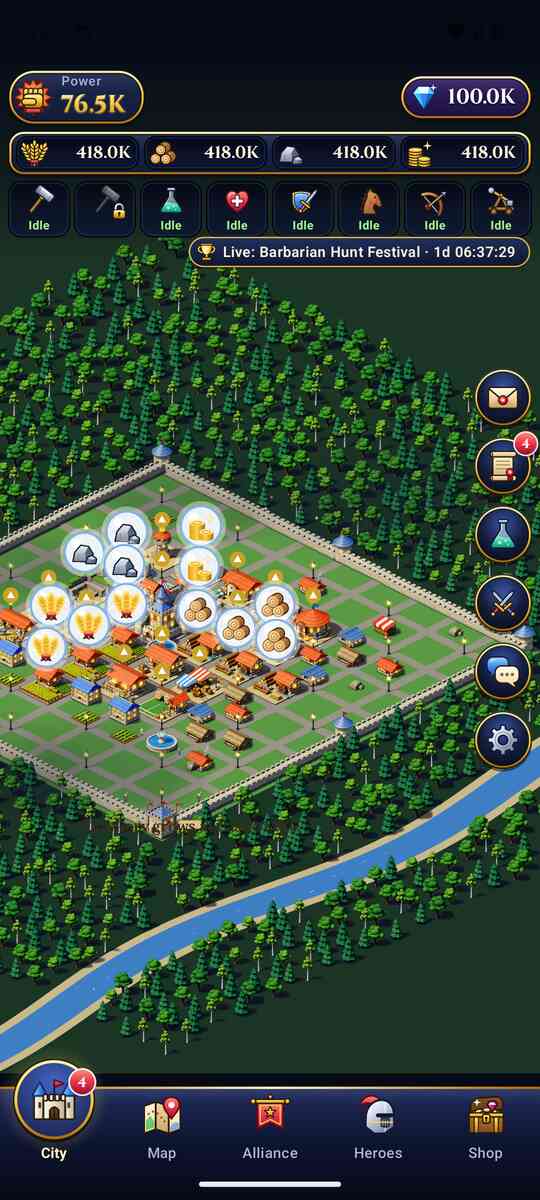 Power
76.5K
100.0K
418.0K 418.0K 418.0K 418.0K
Idle Idle Idle Idle Idle Idle Idle
Live: Barbarian Hunt Festival · 1d 06:37:29
4
4
City Map Alliance Heroes Shop